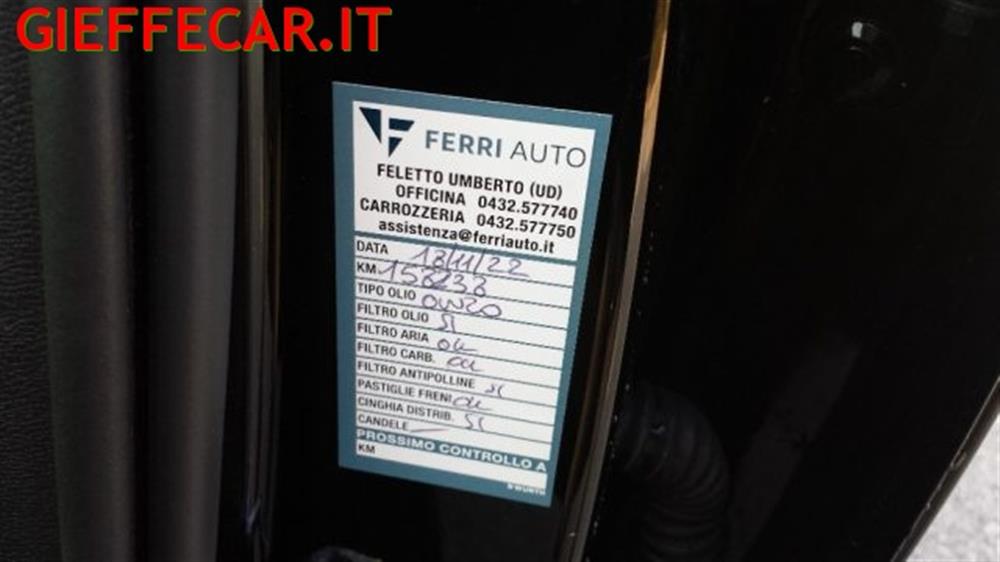 GIEFFECAR.IT
FERRI AUTO
FELETTO UMBERTO (UD)
OFFICINA 0432.577740
CARROZZERIA 0432.577750
assistenza@ferriauto.it
DATA 18/11/22
KM 158238
TIPO OLIO 0W20
FILTRO OLIO SI
FILTRO ARIA OK
FILTRO CARB. OK
FILTRO ANTIPOLLINE SI
PASTIGLIE FRENI OK
CINGHIA DISTRIB. SI
CANDELE —
PROSSIMO CONTROLLO A
KM
WÜRTH